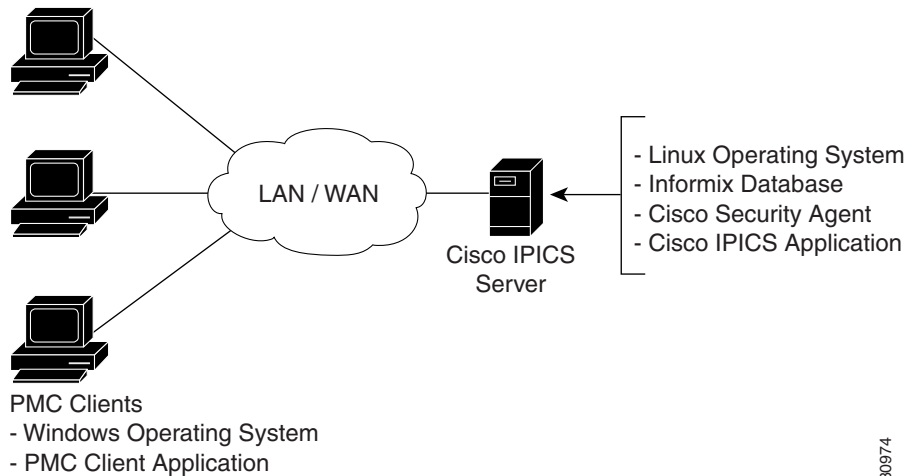 LAN / WAN
Cisco IPICS
Server
- Linux Operating System
- Informix Database
- Cisco Security Agent
- Cisco IPICS Application
PMC Clients
- Windows Operating System
- PMC Client Application